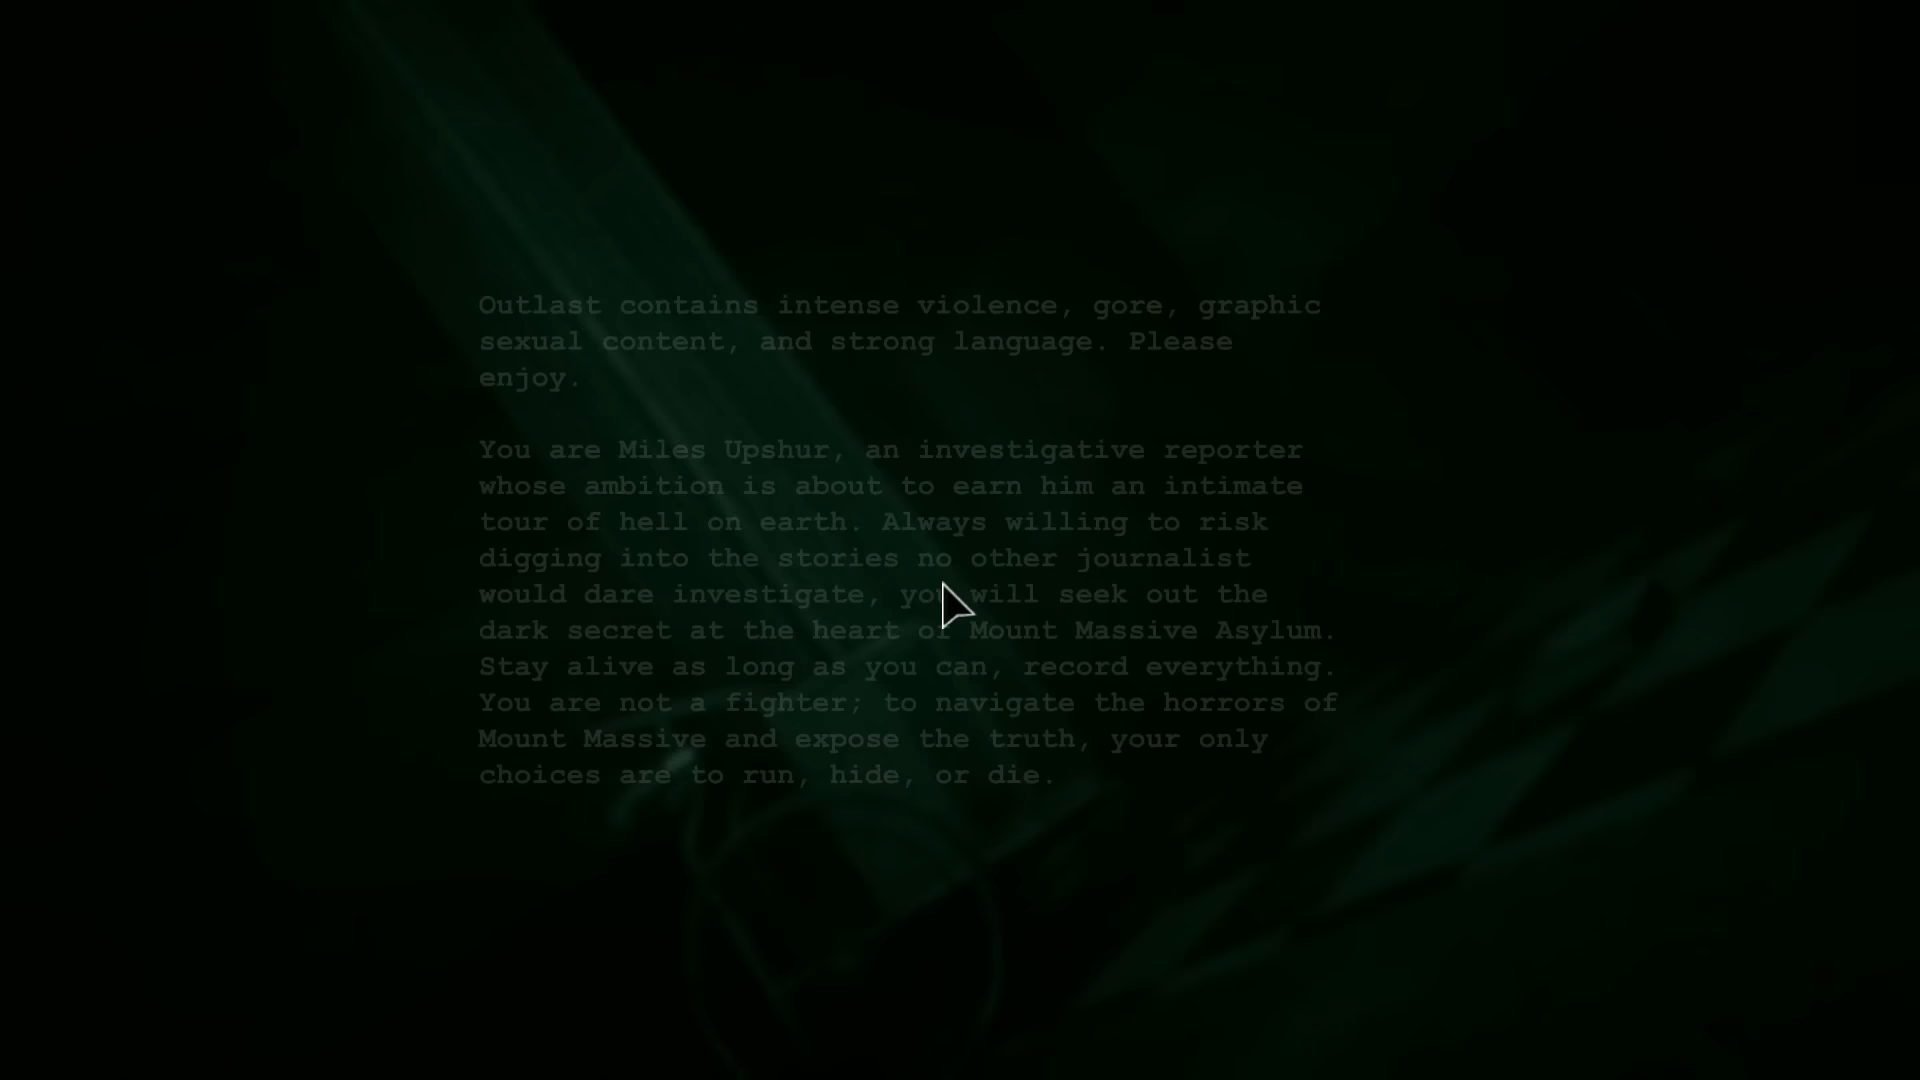 Outlast contains intense violence, gore, graphic
sexual content, and strong language. Please
enjoy.
You are Miles Upshur, an investigative reporter
whose ambition is about to earn him an intimate
tour of hell on earth. Always willing to risk
digging into the stories no other journalist
would dare investigate, you will seek out the
dark secret at the heart of Mount Massive Asylum.
Stay alive as long as you can, record everything.
You are not a fighter; to navigate the horrors of
Mount Massive and expose the truth, your only
choices are to run, hide, or die.